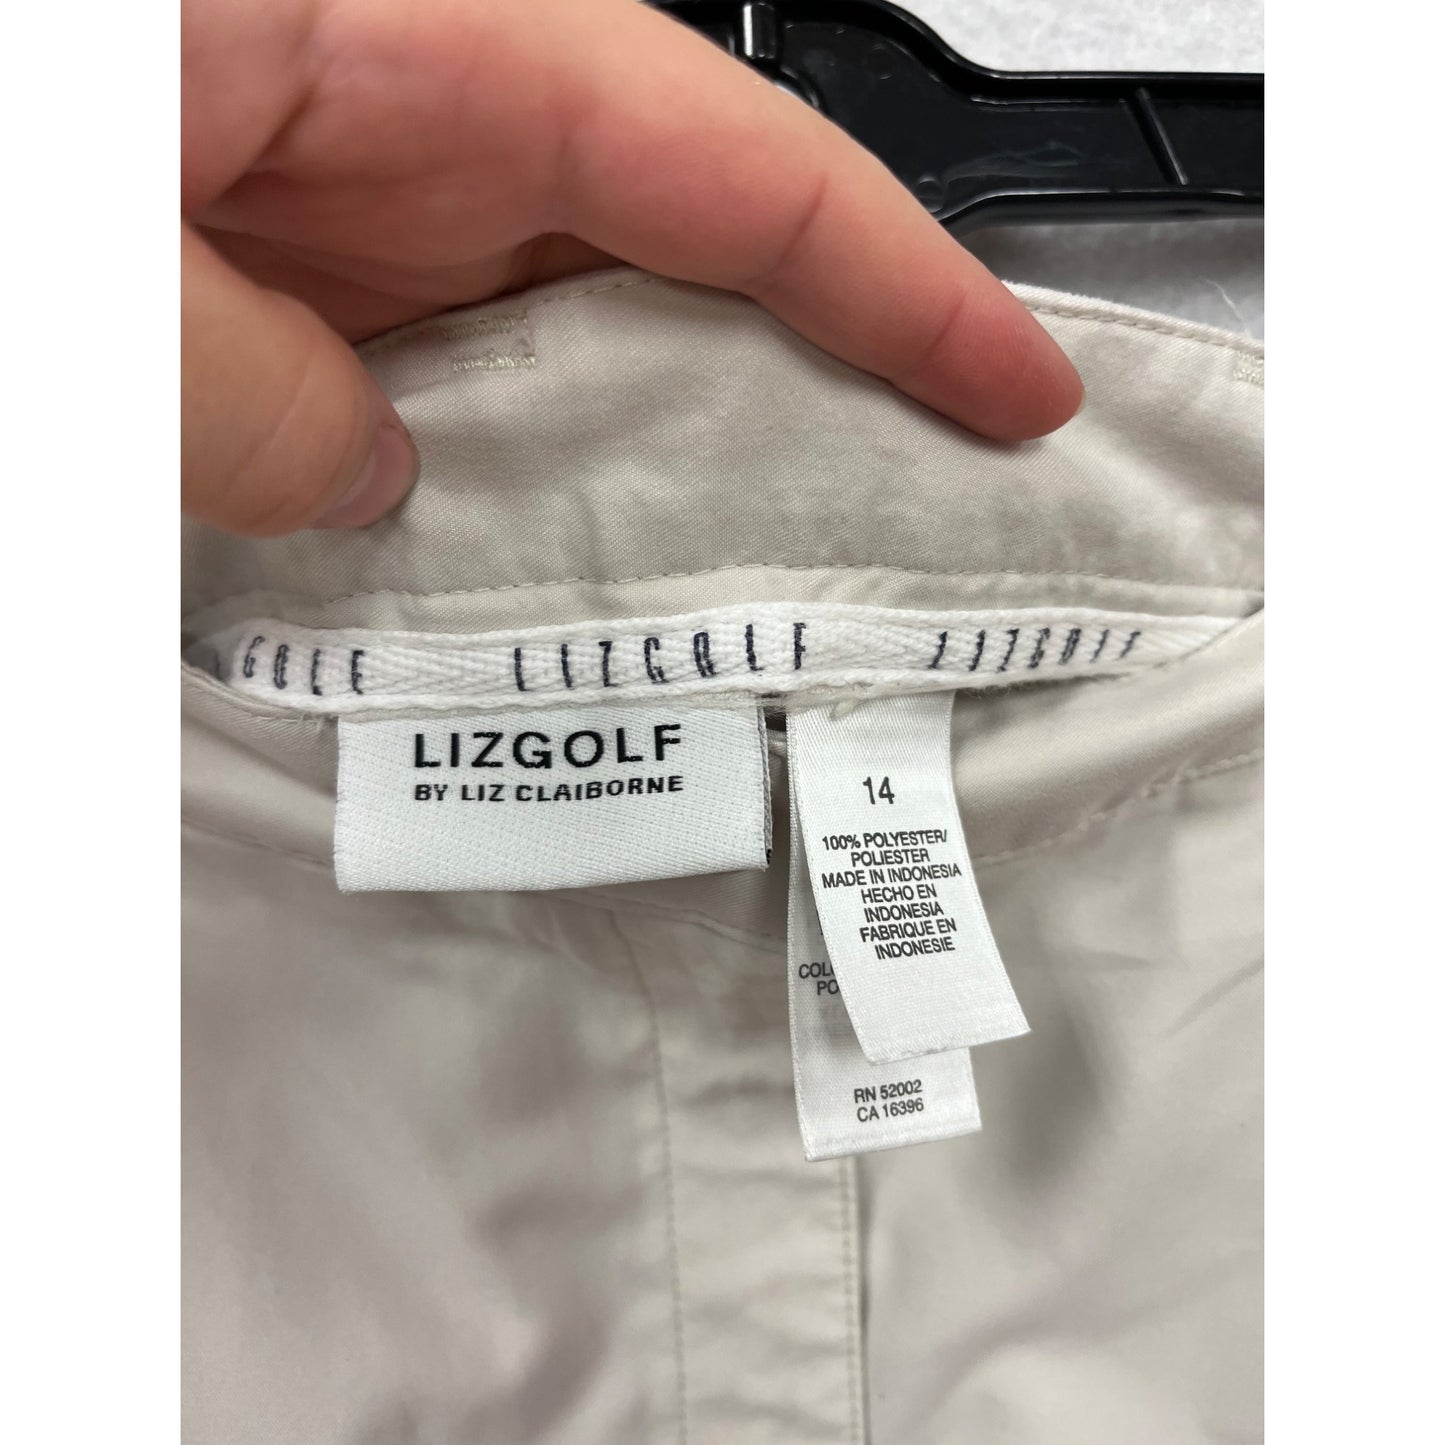 GOLF LIZGOLF LIZGOLF
LIZGOLF
BY LIZ CLAIBORNE
14
100% POLYESTER/
POLIESTER
MADE IN INDONESIA
HECHO EN
INDONESIA
FABRIQUE EN
INDONESIE
RN 52002
CA 16396